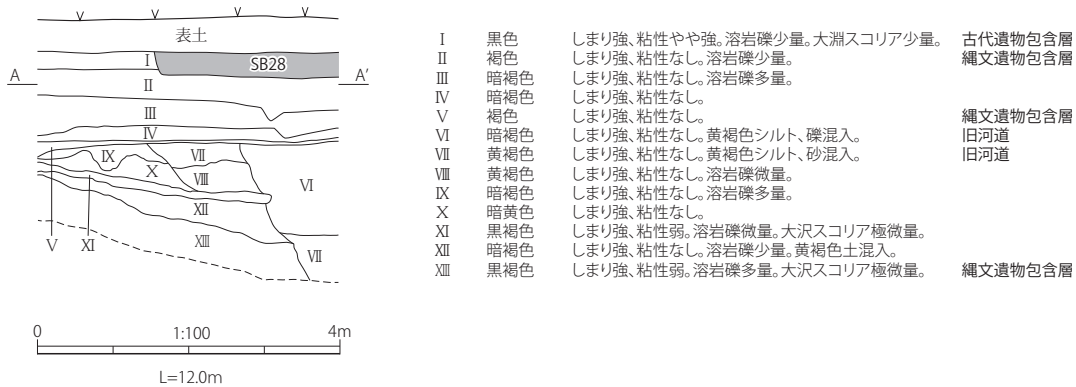 表土
Ⅰ
SB28
A
A'
Ⅱ
Ⅲ
Ⅳ
Ⅸ
Ⅶ
Ⅹ
Ⅷ
Ⅵ
Ⅻ
XⅢ
Ⅴ
Ⅺ
Ⅶ
0 1:100 4m
L=12.0m
Ⅰ 黒色 しまり強、粘性やや強。溶岩礫少量。大淵スコリア少量。 古代遺物包含層
Ⅱ 褐色 しまり強、粘性なし。溶岩礫少量。 縄文遺物包含層
Ⅲ 暗褐色 しまり強、粘性なし。溶岩礫多量。
Ⅳ 暗褐色 しまり強、粘性なし。
Ⅴ 褐色 しまり強、粘性なし。 縄文遺物包含層
Ⅵ 暗褐色 しまり強、粘性なし。黄褐色シルト、礫混入。 旧河道
Ⅶ 黄褐色 しまり強、粘性なし。黄褐色シルト、砂混入。 旧河道
Ⅷ 黄褐色 しまり強、粘性なし。溶岩礫微量。
Ⅸ 暗褐色 しまり強、粘性なし。溶岩礫多量。
Ⅹ 暗黄色 しまり強、粘性なし。
Ⅺ 黒褐色 しまり強、粘性弱。溶岩礫微量。大沢スコリア極微量。
Ⅻ 暗褐色 しまり強、粘性なし。溶岩礫少量。黄褐色土混入。
XⅢ 黒褐色 しまり強、粘性弱。溶岩礫多量。大沢スコリア極微量。 縄文遺物包含層